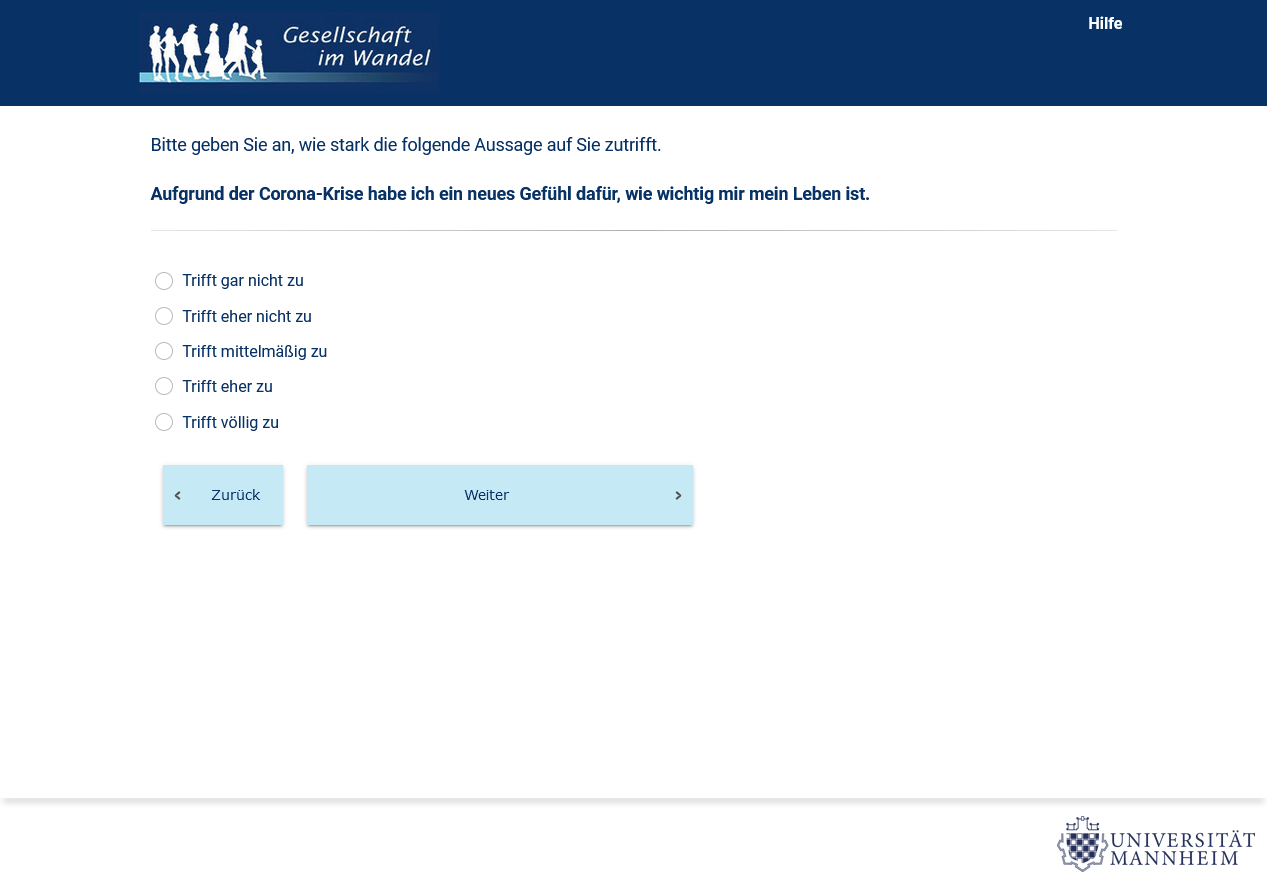 Gesellschaft
im Wandel
Hilfe
Bitte geben Sie an, wie stark die folgende Aussage auf Sie zutrifft.
Aufgrund der Corona-Krise habe ich ein neues Gefühl dafür, wie wichtig mir mein Leben ist.
Trifft gar nicht zu
Trifft eher nicht zu
Trifft mittelmäßig zu
Trifft eher zu
Trifft völlig zu
Zurück
Weiter
UNIVERSITÄT
MANNHEIM